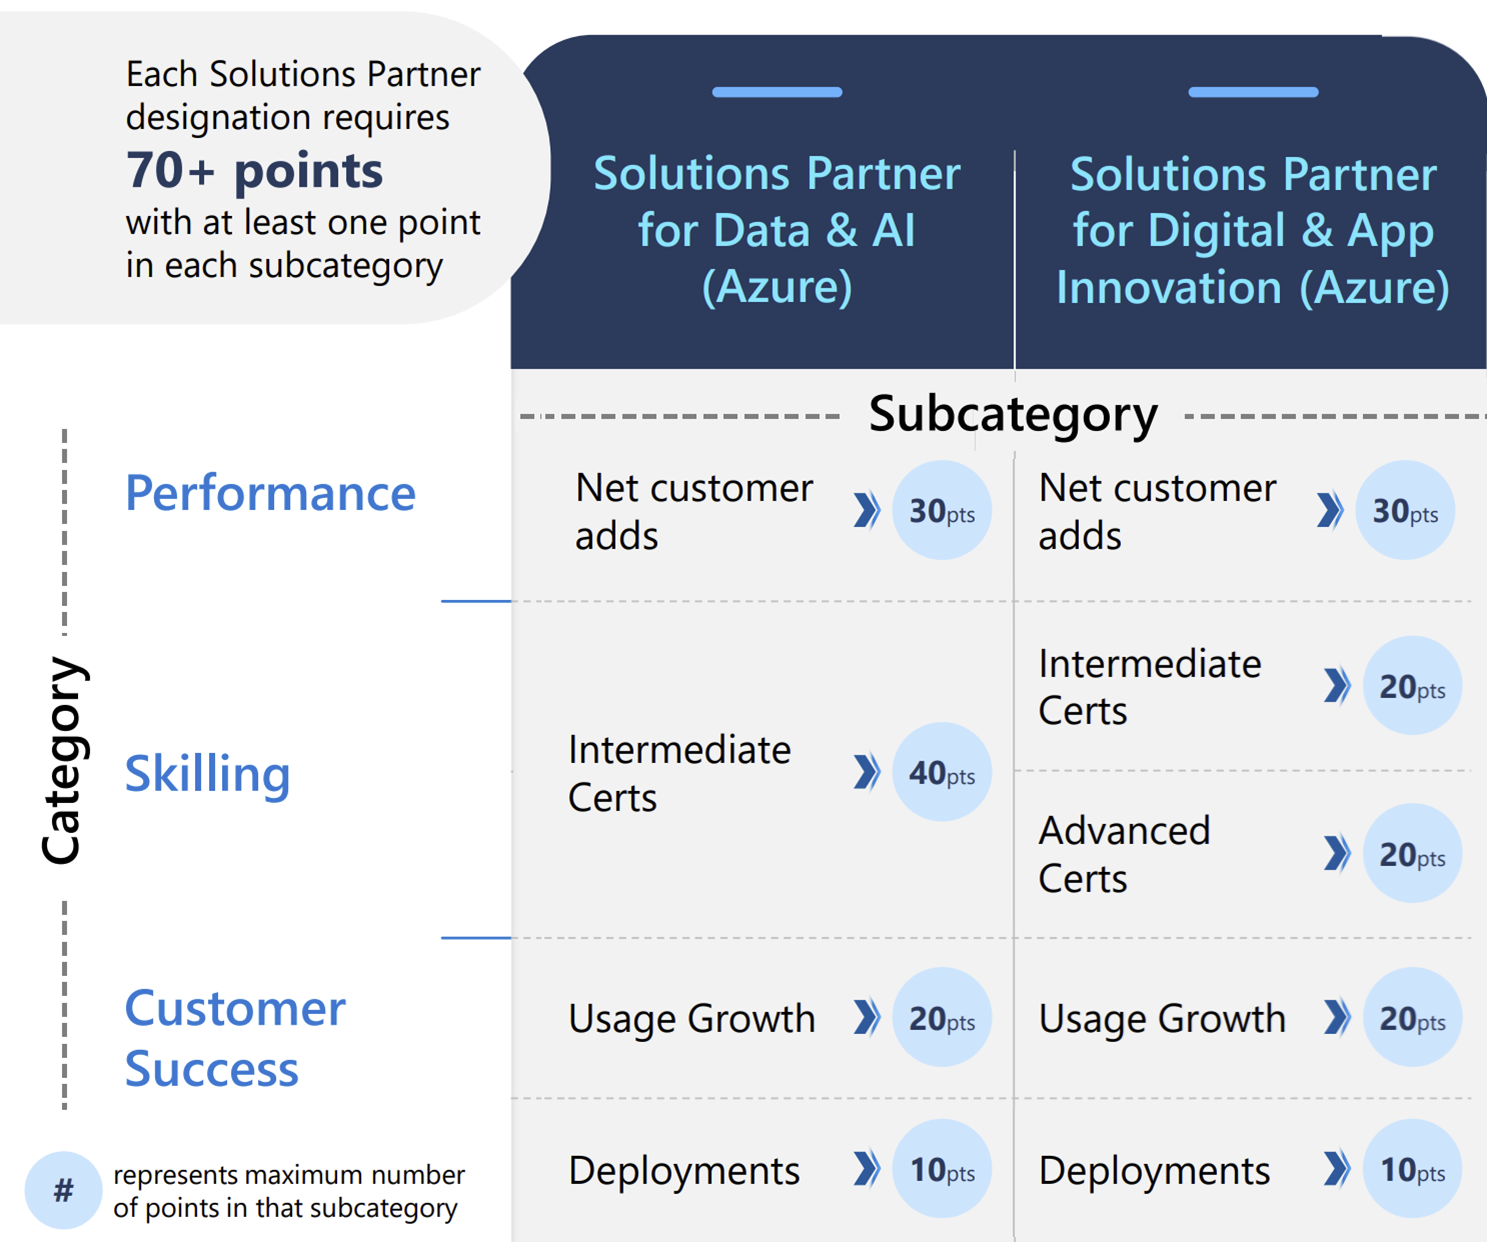 Each Solutions Partner
designation requires
70+ points
with at least one point
in each subcategory
Solutions Partner
for Data & AI
(Azure)
Solutions Partner
for Digital & App
Innovation (Azure)
Subcategory
Category
Performance
Net customer
adds
30pts
Net customer
adds
30pts
Skilling
Intermediate
Certs
40pts
Intermediate
Certs
20pts
Advanced
Certs
20pts
Customer
Success
Usage Growth
20pts
Usage Growth
20pts
Deployments
10pts
Deployments
10pts
#
represents maximum number
of points in that subcategory